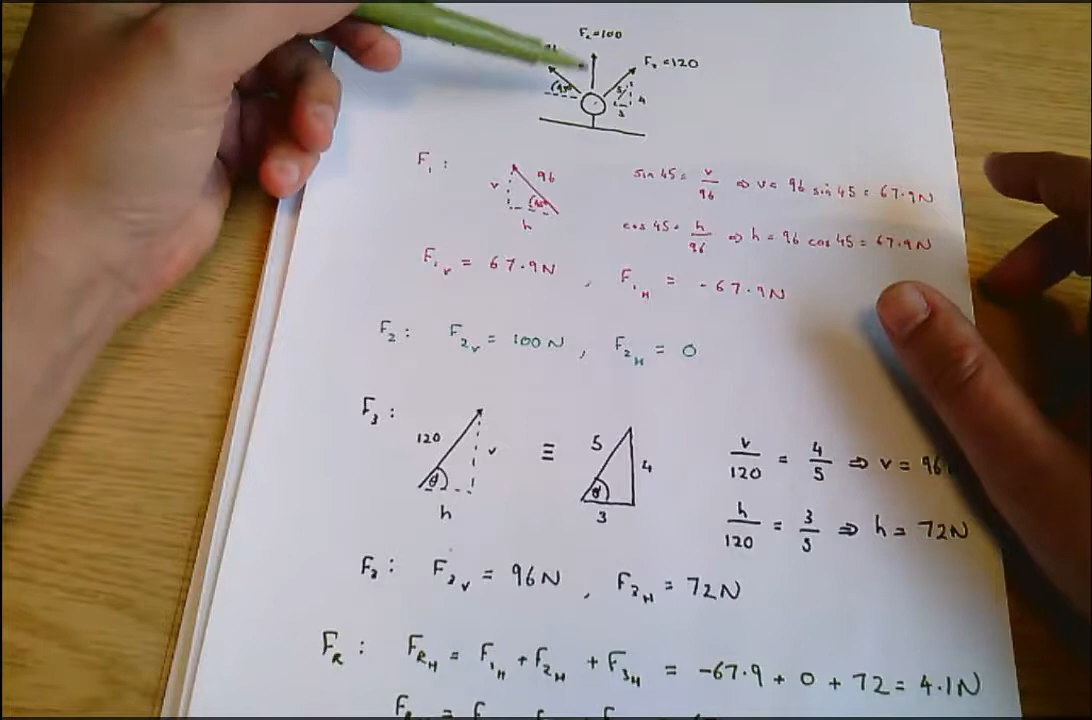 F₂=100
F₃=120
45°
5
4
3
F₁ :
v
96
45°
h
sin 45 = v/96 ⇒ v = 96 sin 45 = 67.9N
cos 45 = h/96 ⇒ h = 96 cos 45 = 67.9N
F₁ᵥ = 67.9N , F₁H = -67.9N
F₂ : F₂ᵥ = 100N , F₂H = 0
F₃ :
120
v
θ
h
≡
5
4
θ
3
v/120 = 4/5 ⇒ v = 96
h/120 = 3/5 ⇒ h = 72N
F₃ : F₃ᵥ = 96N , F₃H = 72N
F_R : F_RH = F₁H + F₂H + F₃H = -67.9 + 0 + 72 = 4.1N